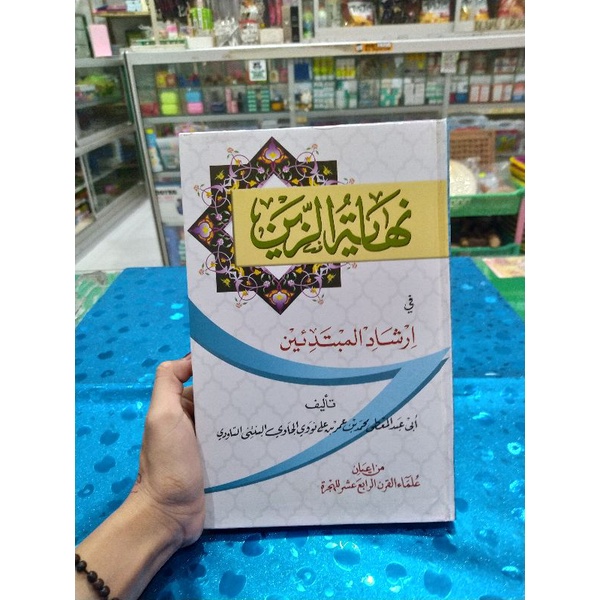 نهاية الزين
في
إرشاد المبتدئين
تأليف
أبي عبد المعطي محمد بن عمر بن علي نووي الجاوي البنتني التناري
من أعيان
علماء القرن الرابع عشر للهجرة